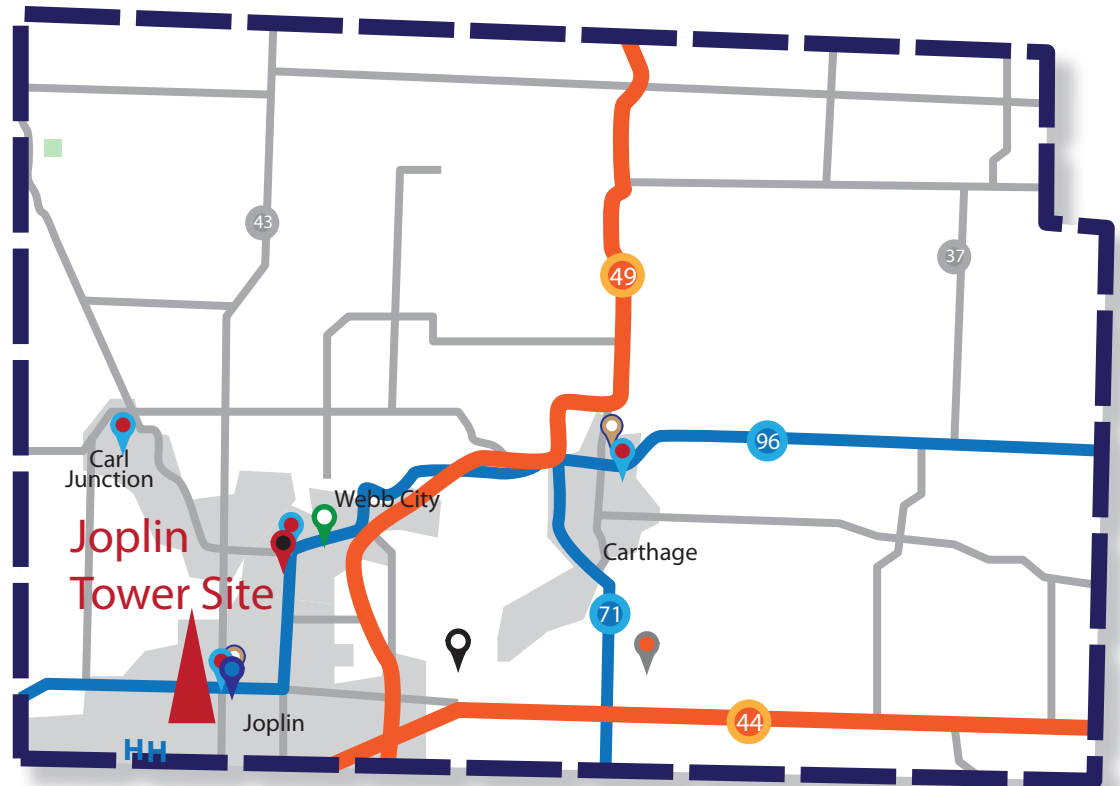 43
37
49
96
Carl
Junction
Webb City
Joplin
Tower Site
Carthage
71
Joplin
44
HH